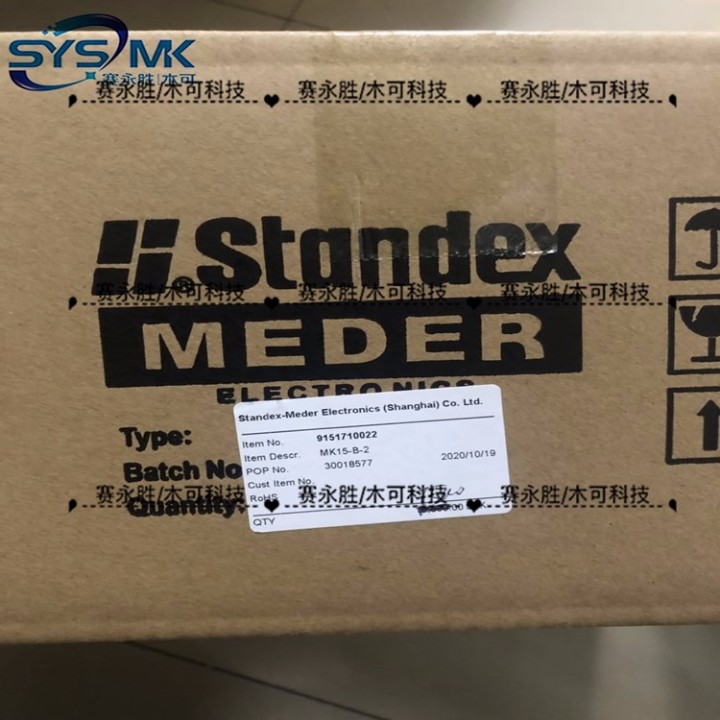 SYS MK
赛永胜|木可
赛永胜/木可科技 赛永胜/木可科技 赛永胜/木可科技
Standex
®
赛永胜/木可科技 赛永胜/木可科技 赛永胜/木可科技
MEDER
ELECTRONICS
Standex-Meder Electronics (Shanghai) Co. Ltd.
Type:
Item No. 9151710022
Item Descr. MK15-B-2
Batch No
POP No. 30018577 2020/10/19
Cust Item No.
RoHS
赛永胜/木可科技 赛永胜/木可科技 赛永胜/木可科技
Quantity:
QTY